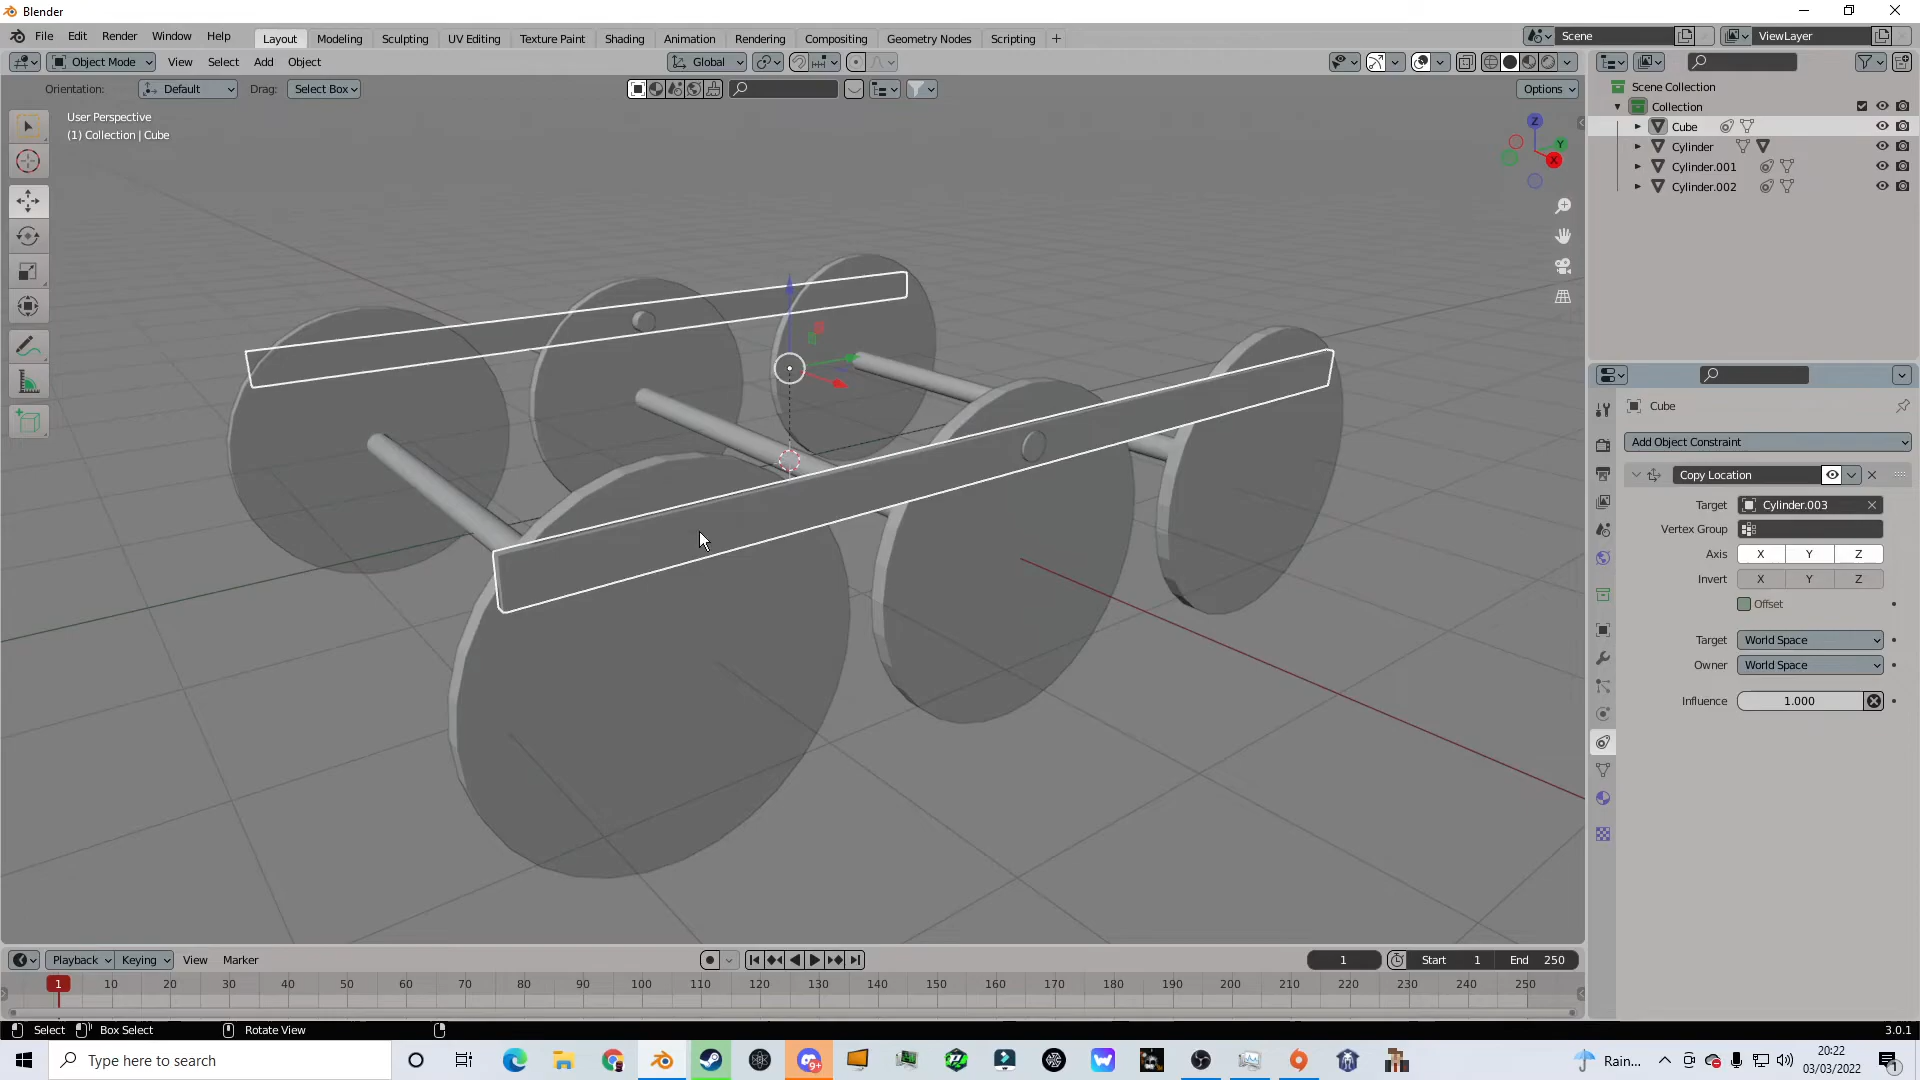 Blender
File Edit Render Window Help
Layout Modeling Sculpting UV Editing Texture Paint Shading Animation Rendering Compositing Geometry Nodes Scripting +
Scene
ViewLayer
Object Mode View Select Add Object
Global
Orientation: Default Drag: Select Box
Options
User Perspective
(1) Collection | Cube
Z
Y
X
Scene Collection
Collection
Cube
Cylinder
Cylinder.001
Cylinder.002
Cube
Add Object Constraint
Copy Location
Target Cylinder.003
Vertex Group
Axis X Y Z
Invert X Y Z
Offset
Target World Space
Owner World Space
Influence 1.000
Playback Keying View Marker
1 Start 1 End 250
1 10 20 30 40 50 60 70 80 90 100 110 120 130 140 150 160 170 180 190 200 210 220 230 240 250
Select Box Select Rotate View
3.0.1
Type here to search
9+
Rain...
20:22
03/03/2022
1